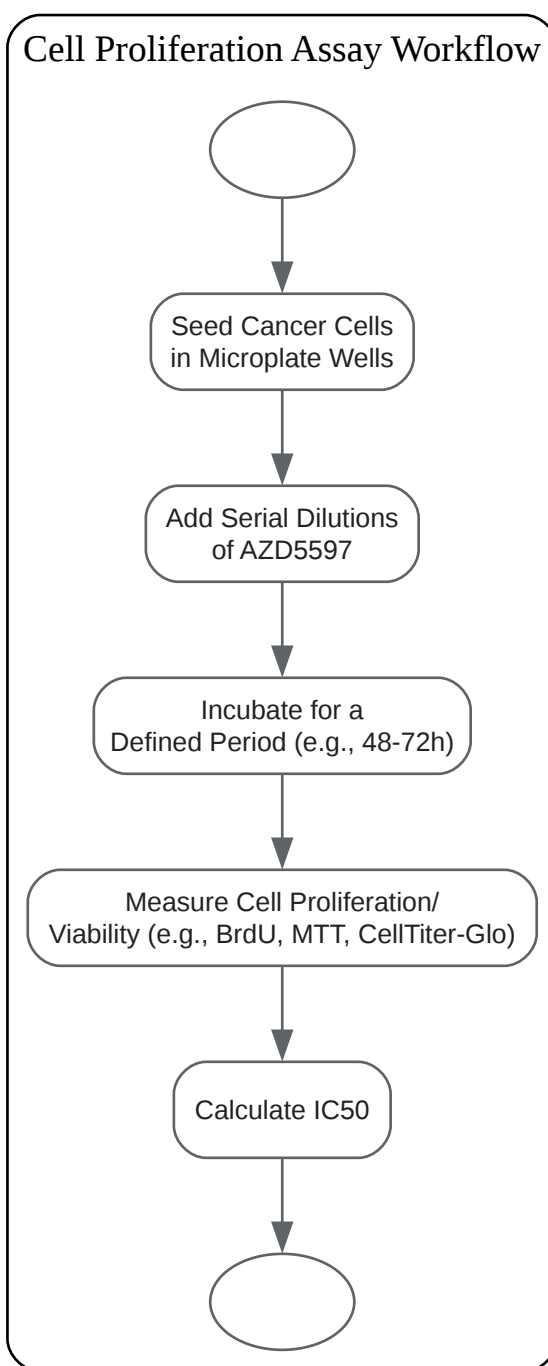 Cell Proliferation Assay Workflow
Seed Cancer Cells
in Microplate Wells
Add Serial Dilutions
of AZD5597
Incubate for a
Defined Period (e.g., 48-72h)
Measure Cell Proliferation/
Viability (e.g., BrdU, MTT, CellTiter-Glo)
Calculate IC50